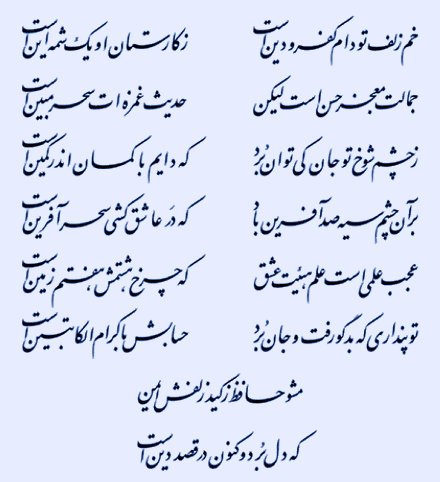 خم زلف تو دام کفر و دین است ز کارستان او یک شمه این است
جمالت معجز حسن است لیکن حدیث غمزه ات سحر مبین است
ز چشم شوخ تو جان کی توان برد که دایم با کمان اندر کمین است
بر آن چشم سیه صد آفرین باد که در عاشق کشی سحر آفرین است
عجب علمی است علم هیئت عشق که چرخ هشتمش هفتم زمین است
تو پنداری که بدگو رفت و جان برد حسابش با کرام الکاتبین است
مشو حافظ ز کید زلفش ایمن
که دل برد و کنون در قصد دین است